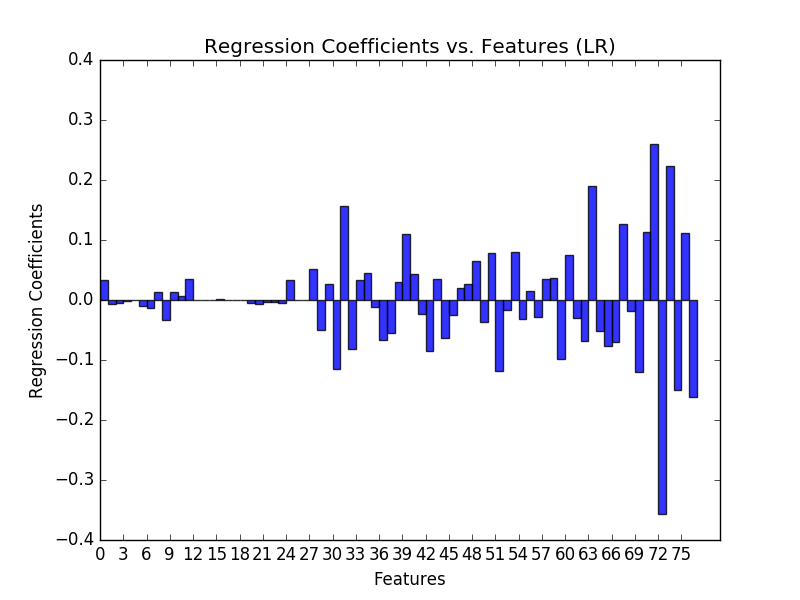 Regression Coefficients vs. Features (LR)
0.4
0.3
0.2
0.1
0.0
−0.1
−0.2
−0.3
−0.4
Regression Coefficients
0 3 6 9 12 15 18 21 24 27 30 33 36 39 42 45 48 51 54 57 60 63 66 69 72 75
Features